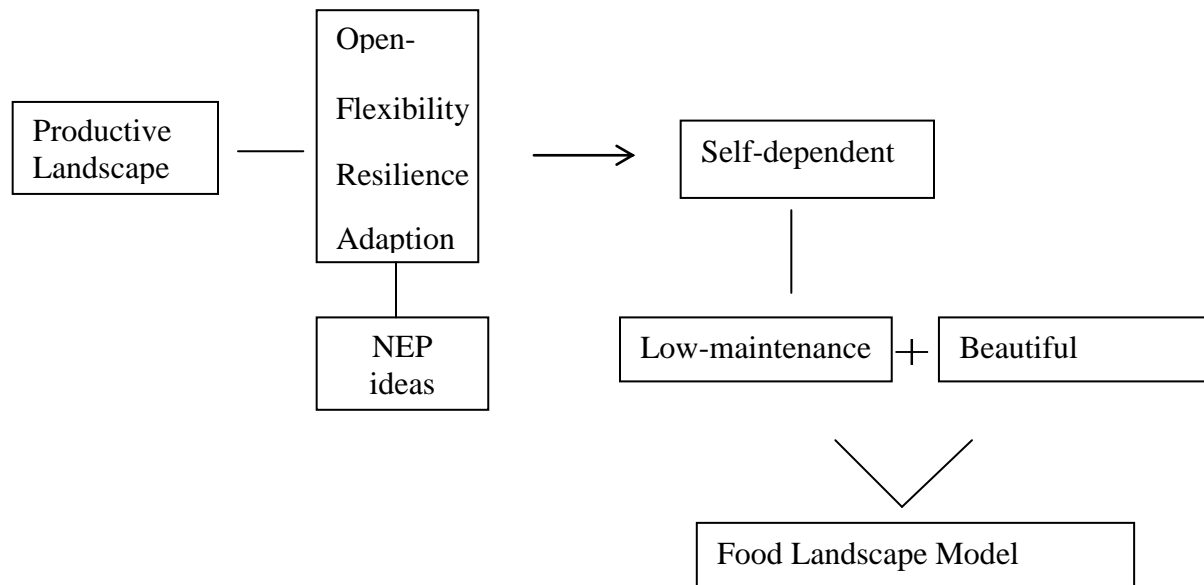 Productive
Landscape
Open-
Flexibility
Resilience
Adaption
NEP
ideas
Self-dependent
Low-maintenance + Beautiful
Food Landscape Model